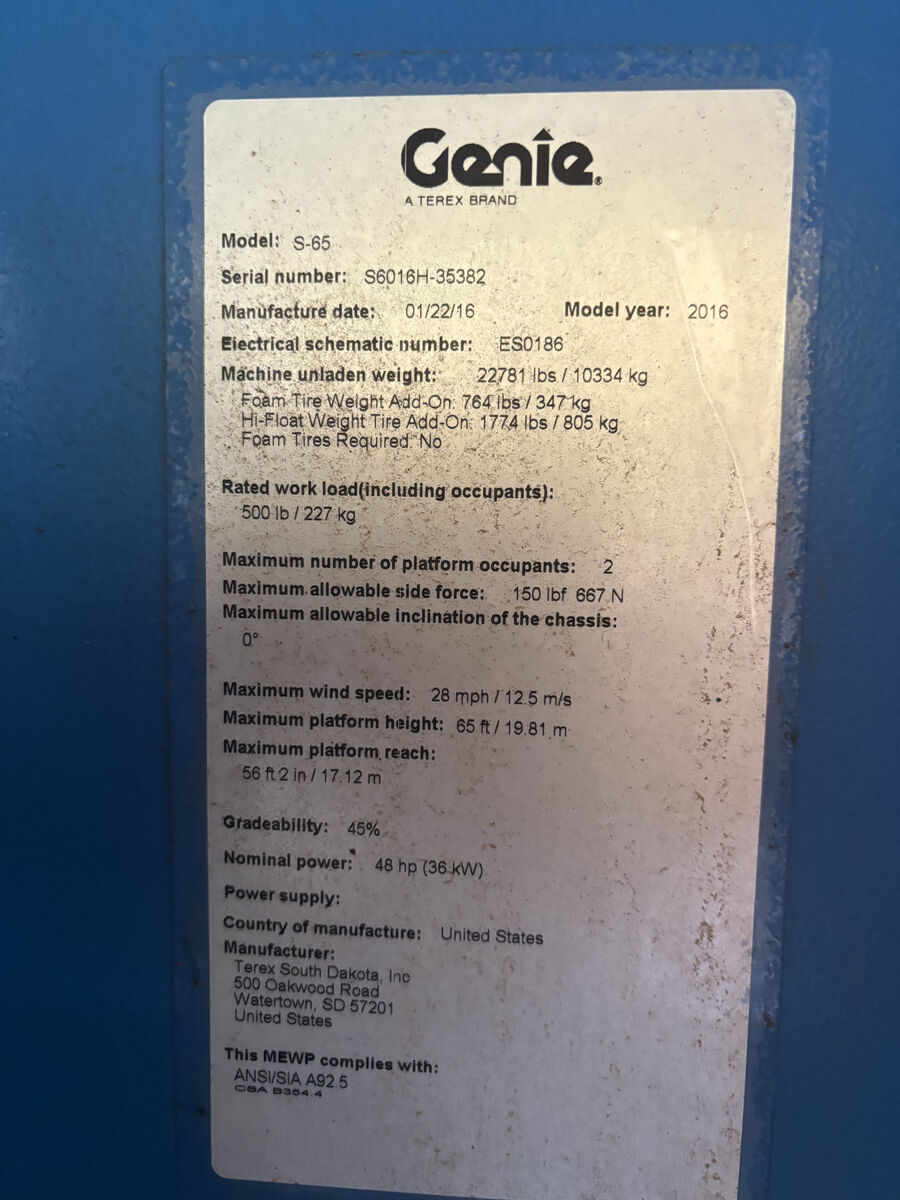 Genie®
A TEREX BRAND
Model: S-65
Serial number: S6016H-35382
Manufacture date: 01/22/16 Model year: 2016
Electrical schematic number: ES0186
Machine unladen weight: 22781 lbs / 10334 kg
Foam Tire Weight Add-On: 764 lbs / 347 kg
Hi-Float Weight Tire Add-On: 1774 lbs / 805 kg
Foam Tires Required: No
Rated work load(including occupants):
500 lb / 227 kg
Maximum number of platform occupants: 2
Maximum allowable side force: 150 lbf 667 N
Maximum allowable inclination of the chassis:
0°
Maximum wind speed: 28 mph / 12.5 m/s
Maximum platform height: 65 ft / 19.81 m
Maximum platform reach:
56 ft 2 in / 17.12 m
Gradeability: 45%
Nominal power: 48 hp (36 kW)
Power supply:
Country of manufacture: United States
Manufacturer:
Terex South Dakota, Inc
500 Oakwood Road
Watertown, SD 57201
United States
This MEWP complies with:
ANSI/SIA A92.5
CSA B354.4